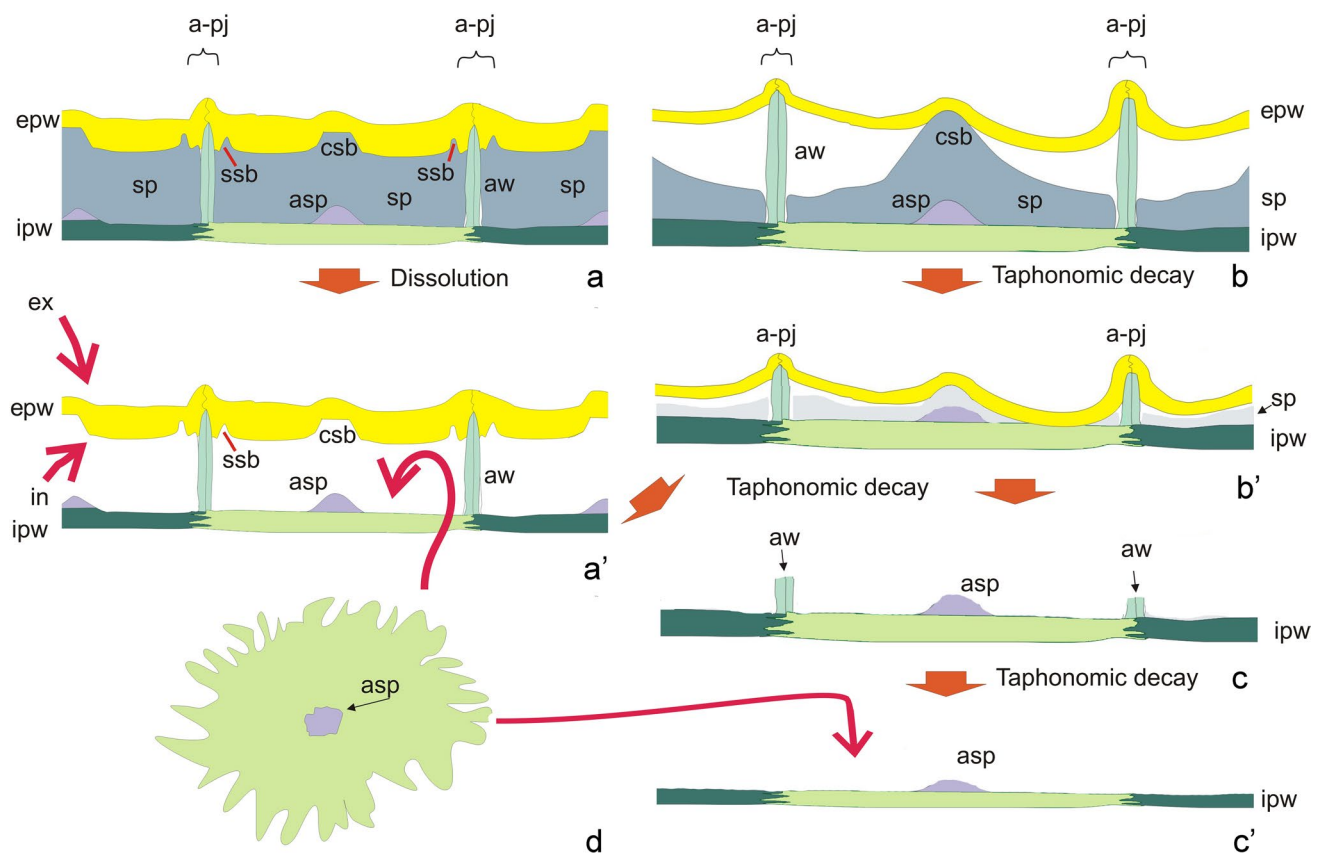 a-pj a-pj
epw
csb
ssb ssb
sp asp sp aw sp
ipw
a
Dissolution
a-pj a-pj
epw
aw
csb
asp sp
sp
ipw
b
Taphonomic decay
ex
epw
csb
ssb
asp aw
in
ipw
a’
a-pj a-pj
sp
ipw
Taphonomic decay
b’
aw aw
asp
ipw
c
Taphonomic decay
asp
d
asp
ipw
c’